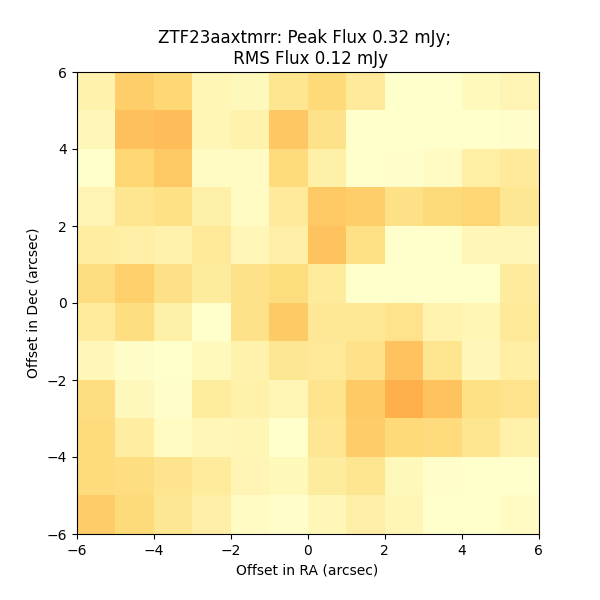 ZTF23aaxtmrr: Peak Flux 0.32 mJy;
RMS Flux 0.12 mJy
6
4
2
0
−2
−4
−6
Offset in Dec (arcsec)
−6 −4 −2 0 2 4 6
Offset in RA (arcsec)